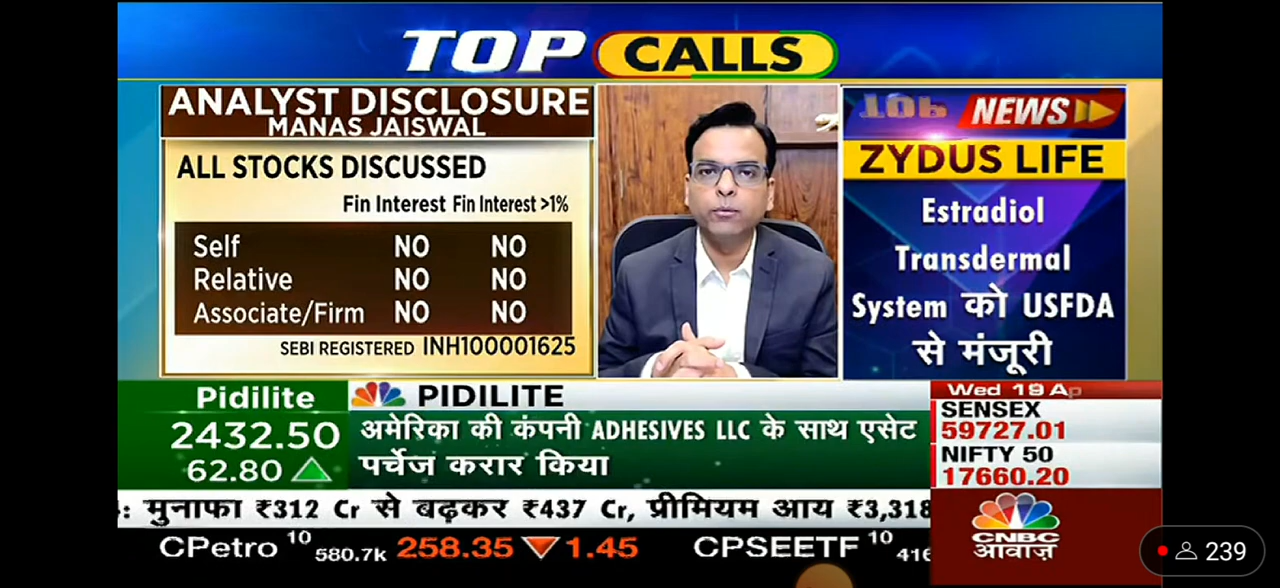 TOP CALLS
ANALYST DISCLOSURE
MANAS JAISWAL
ALL STOCKS DISCUSSED
Fin Interest Fin Interest >1%
Self NO NO
Relative NO NO
Associate/Firm NO NO
SEBI REGISTERED INH100001625
NEWS
ZYDUS LIFE
Estradiol
Transdermal
System को USFDA
से मंजूरी
Pidilite
2432.50
62.80
PIDILITE
अमेरिका की कंपनी ADHESIVES LLC के साथ एसेट
पर्चेज करार किया
Wed 19 Ap
SENSEX
59727.01
NIFTY 50
17660.20
: मुनाफा ₹312 Cr से बढ़कर ₹437 Cr, प्रीमियम आय ₹3,318
CPetro 10 580.7k 258.35 1.45 CPSEETF 10 416
CNBC
आवाज़
239